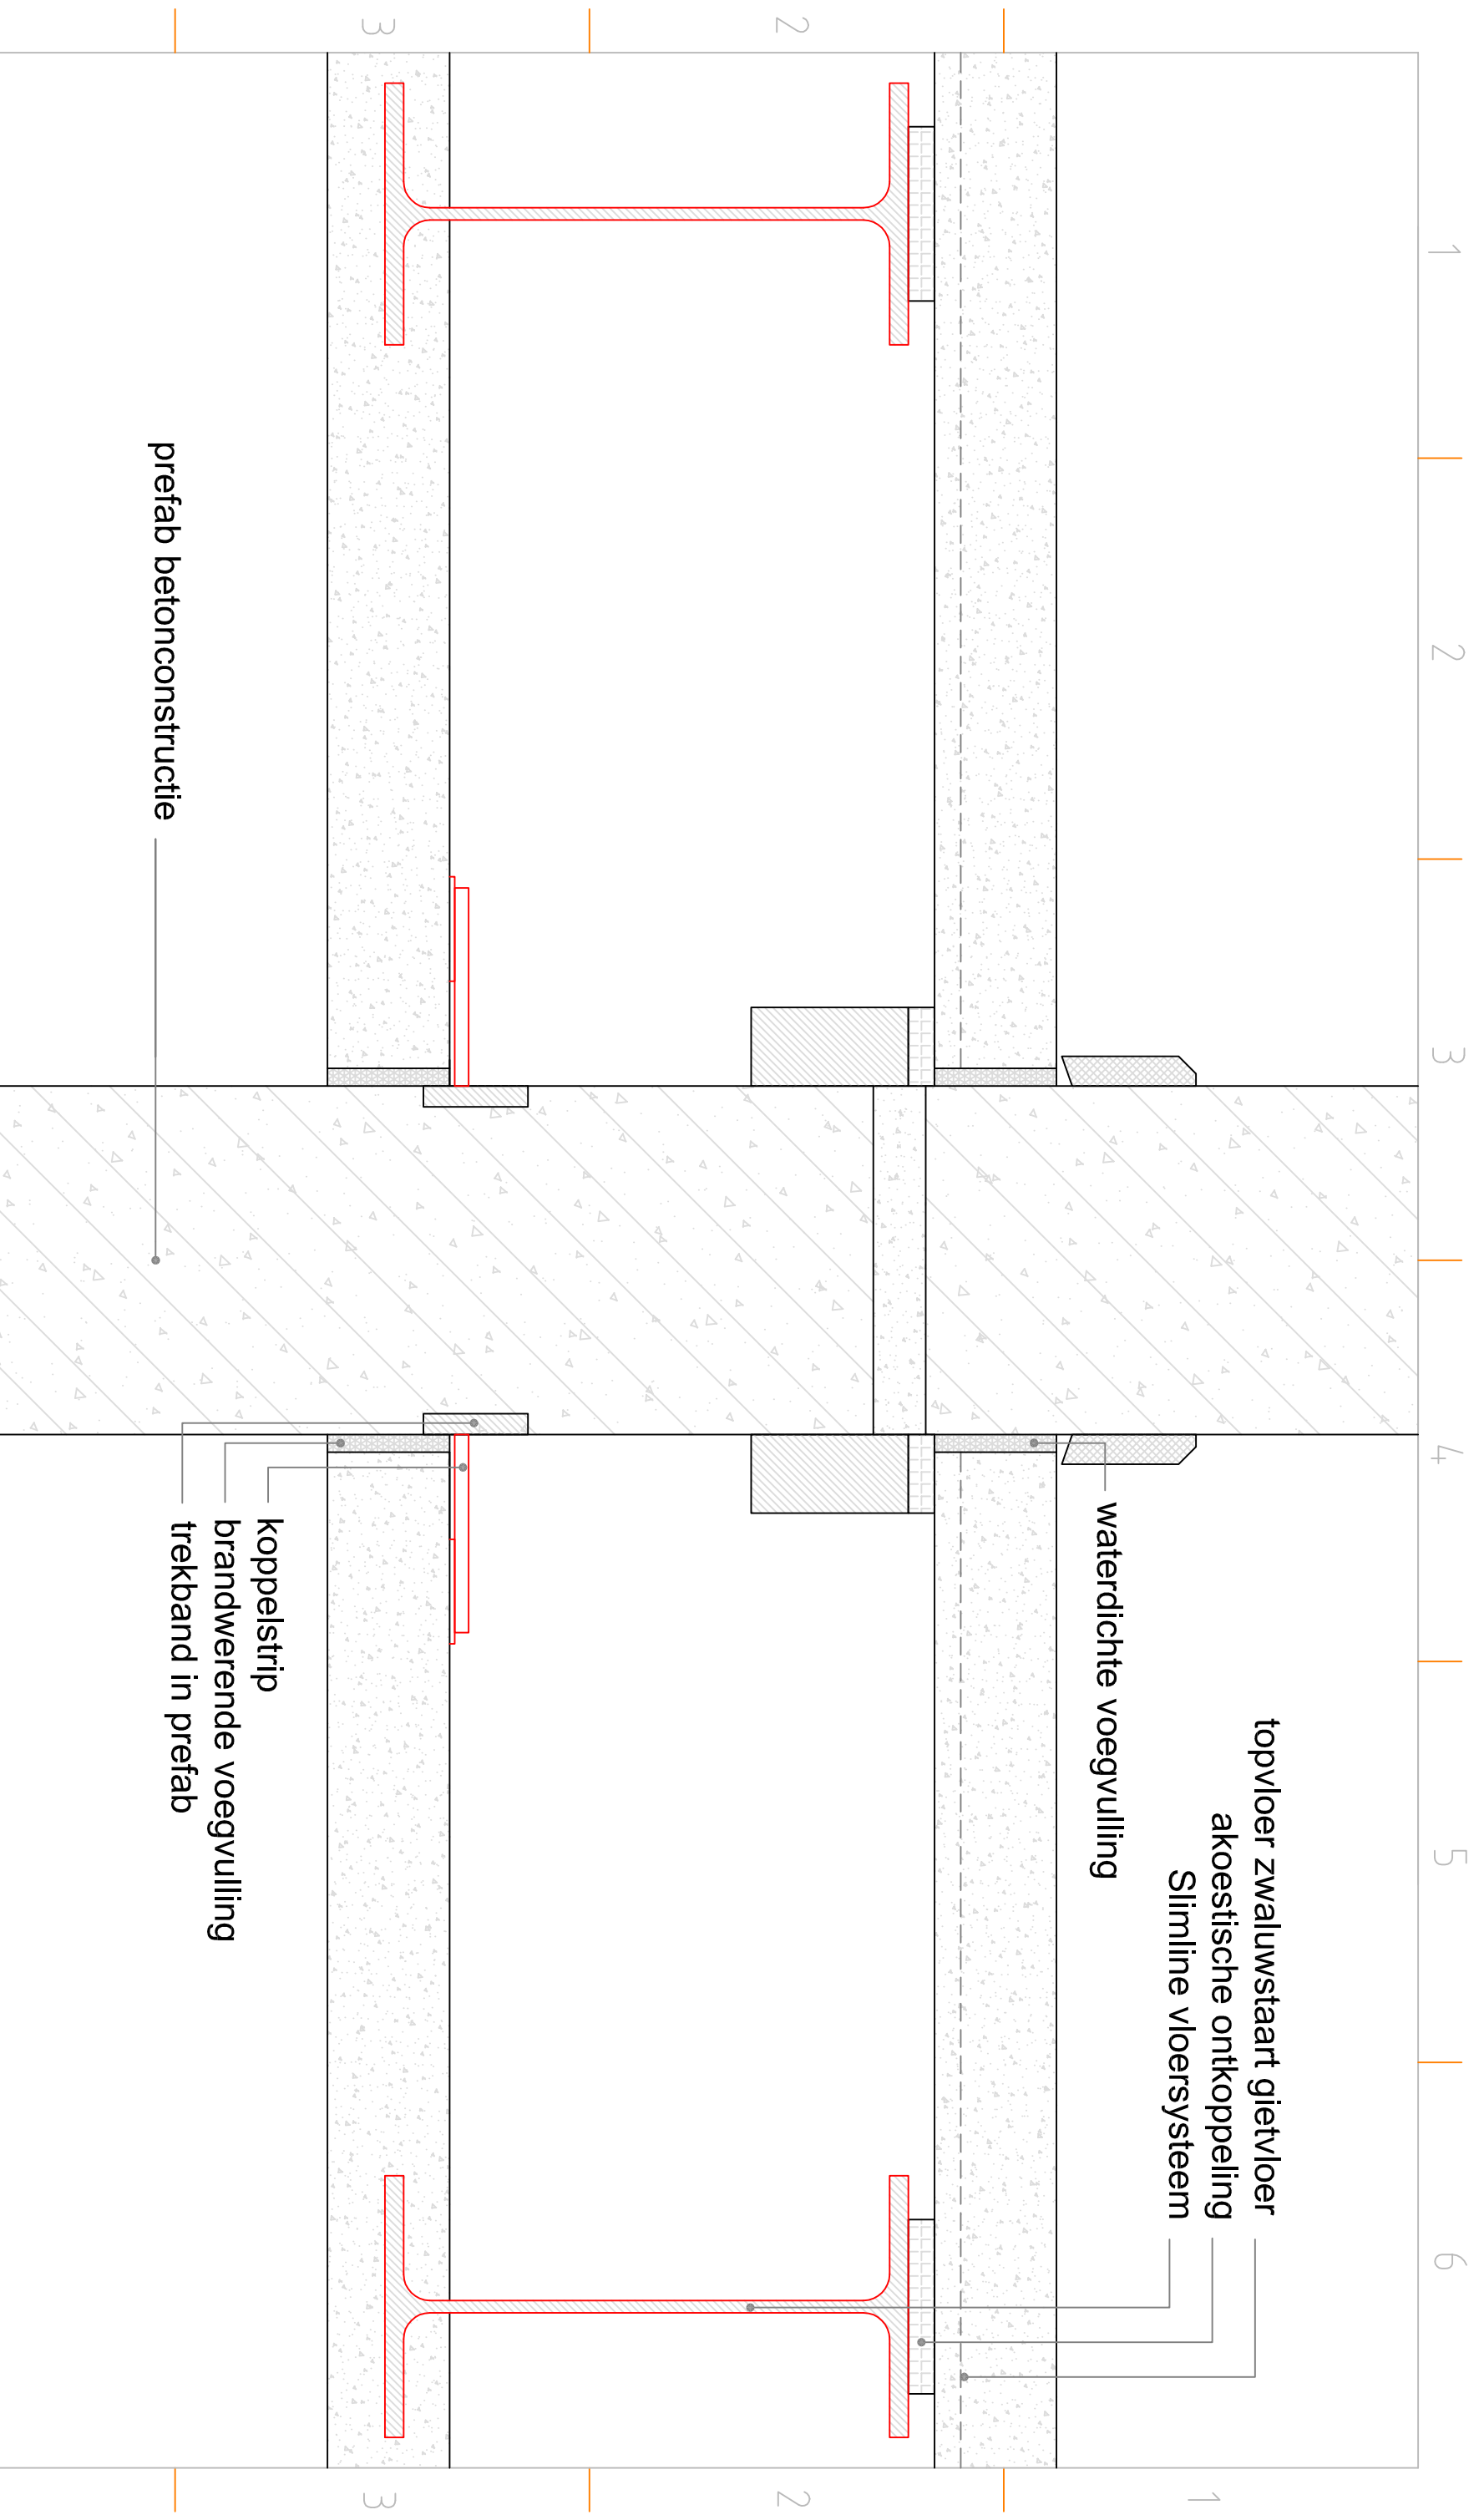 1
2
3
4
5
6
1
2
3
2
3
topvloer zwaluwstaart gietvloer
akoestische ontkoppeling
Slimline vloersysteem
waterdichte voegvulling
koppelstrip
brandwerende voegvulling
trekband in prefab
prefab betonconstructie